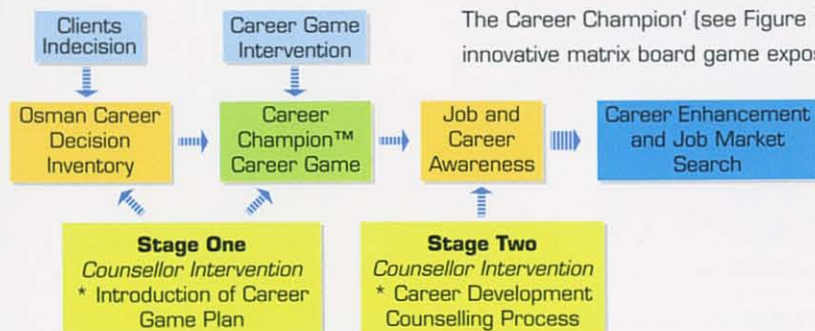 The Career Champion' (see Figure
innovative matrix board game
Clients
Indecision
Career Game
Intervention
Osman Career
Decision
Inventory
Career
Champion™
Career Game
Job and
Career
Awareness
Career Enhancement
and Job Market
Search
Stage One
Counsellor Intervention
* Introduction of Career
Game Plan
Stage Two
Counsellor Intervention
* Career Development
Counselling Process